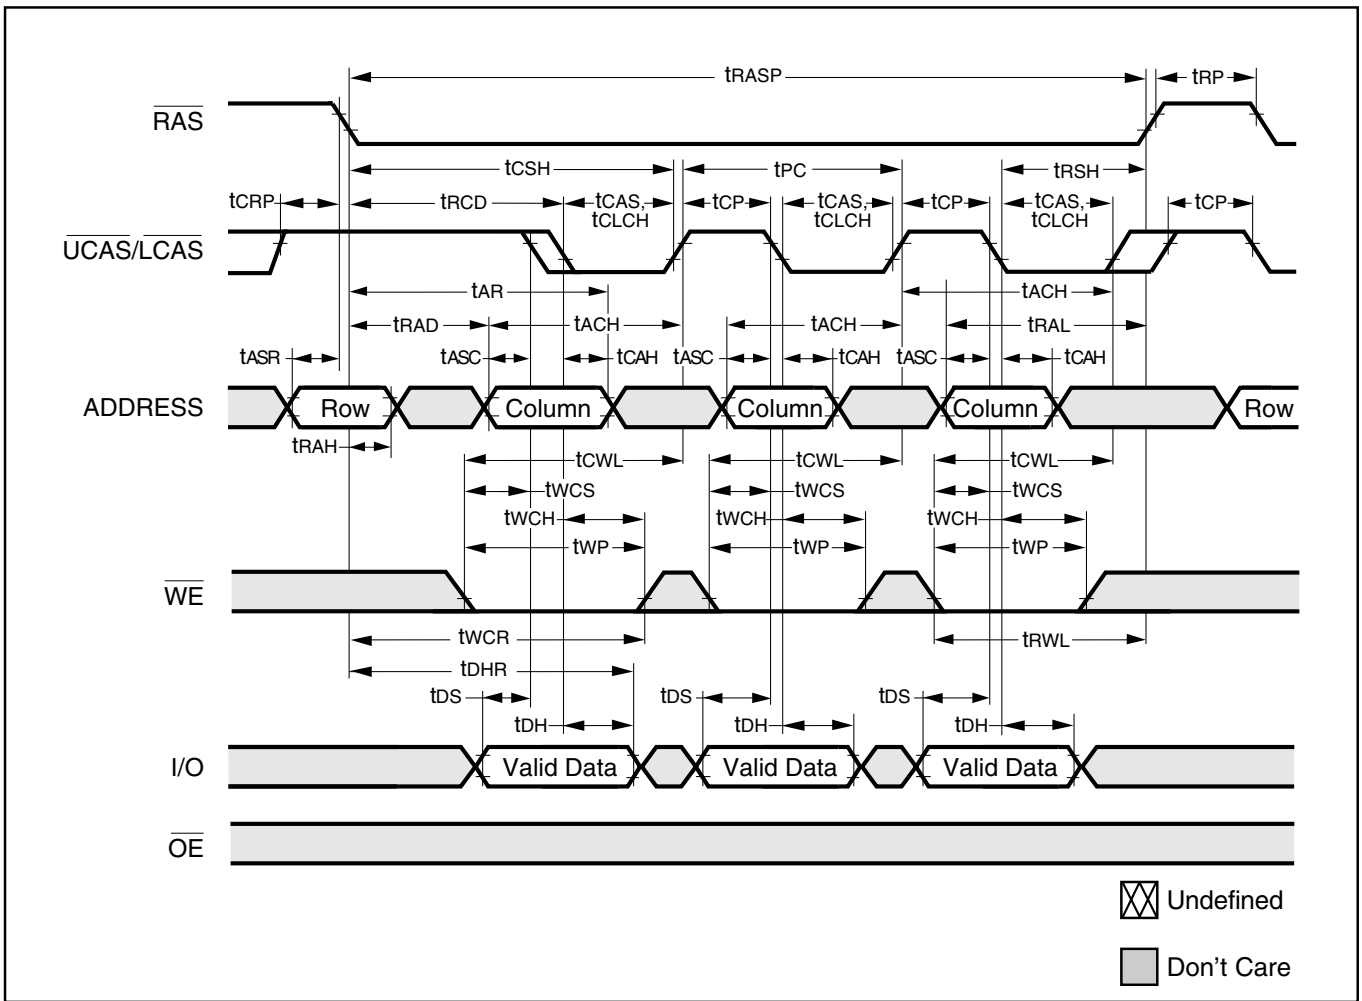 tRASP tRP
RAS
tCSH tPC tRSH
tCRP tRCD tCAS, tCLCH tCP tCAS, tCLCH tCP tCAS, tCLCH tCP
UCAS/LCAS
tAR tACH
tRAD tACH tACH tRAL
tASR tASC tCAH tASC tCAH tASC tCAH
ADDRESS Row Column Column Column Row
tRAH
tCWL tCWL tCWL
tWCS tWCS tWCS
tWCH tWCH tWCH
tWP tWP tWP
WE
tWCR tRWL
tDHR
tDS tDS tDS
tDH tDH tDH
I/O Valid Data Valid Data Valid Data
OE
Undefined
Don't Care